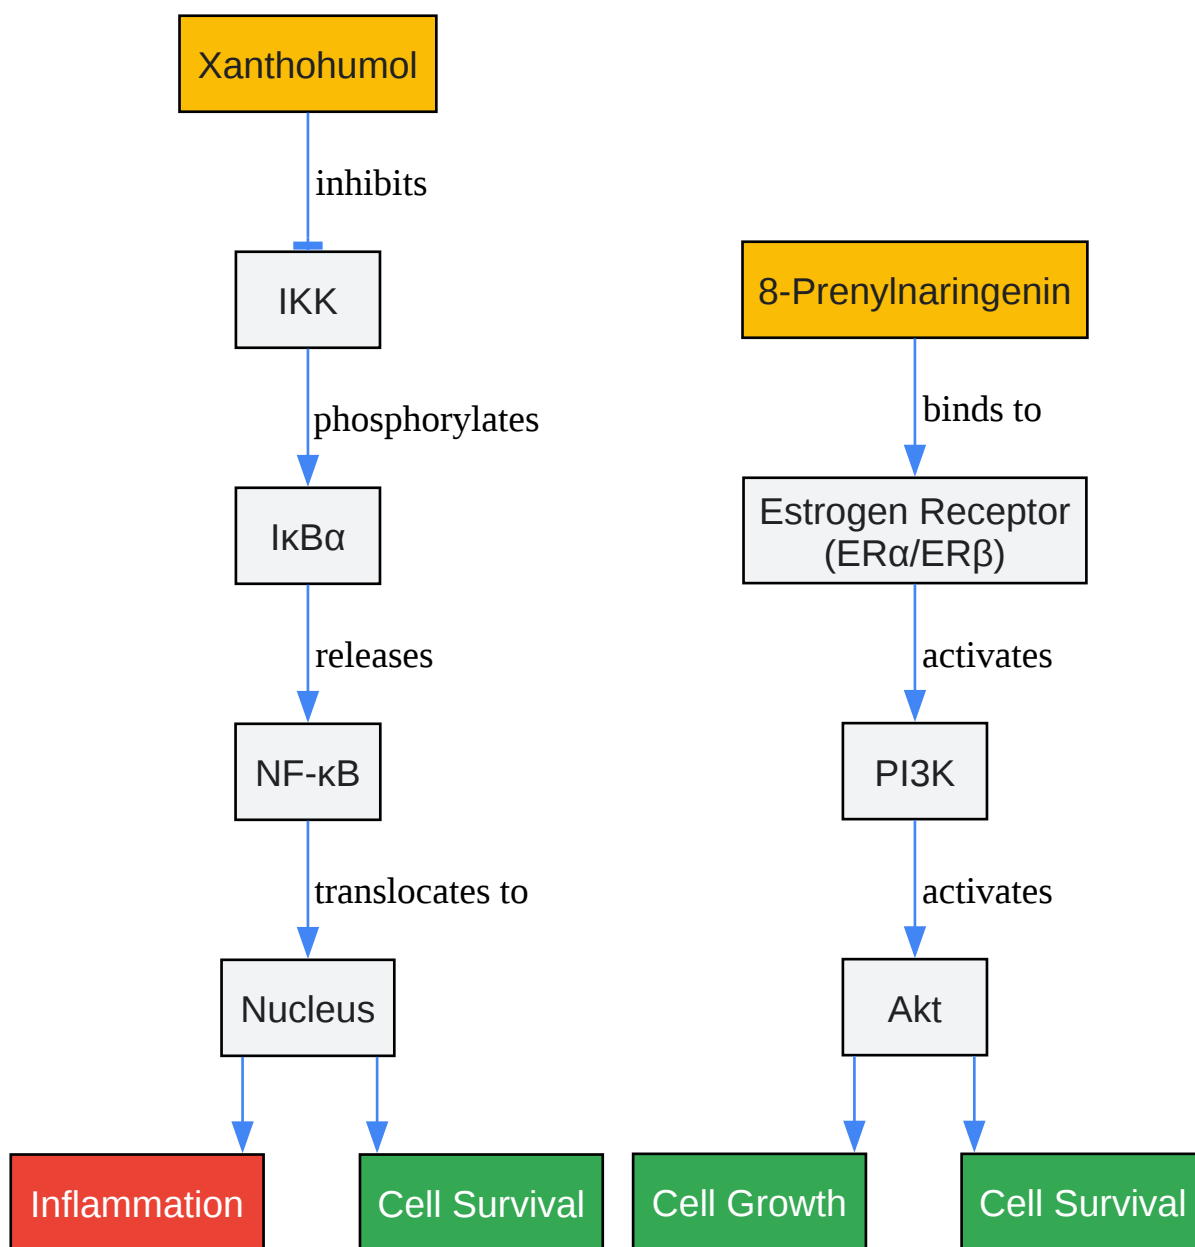 Xanthohumol
inhibits
IKK
phosphorylates
IκBα
releases
NF-κB
translocates to
Nucleus
Inflammation
Cell Survival
8-Prenylnaringenin
binds to
Estrogen Receptor
(ERα/ERβ)
activates
PI3K
activates
Akt
Cell Growth
Cell Survival